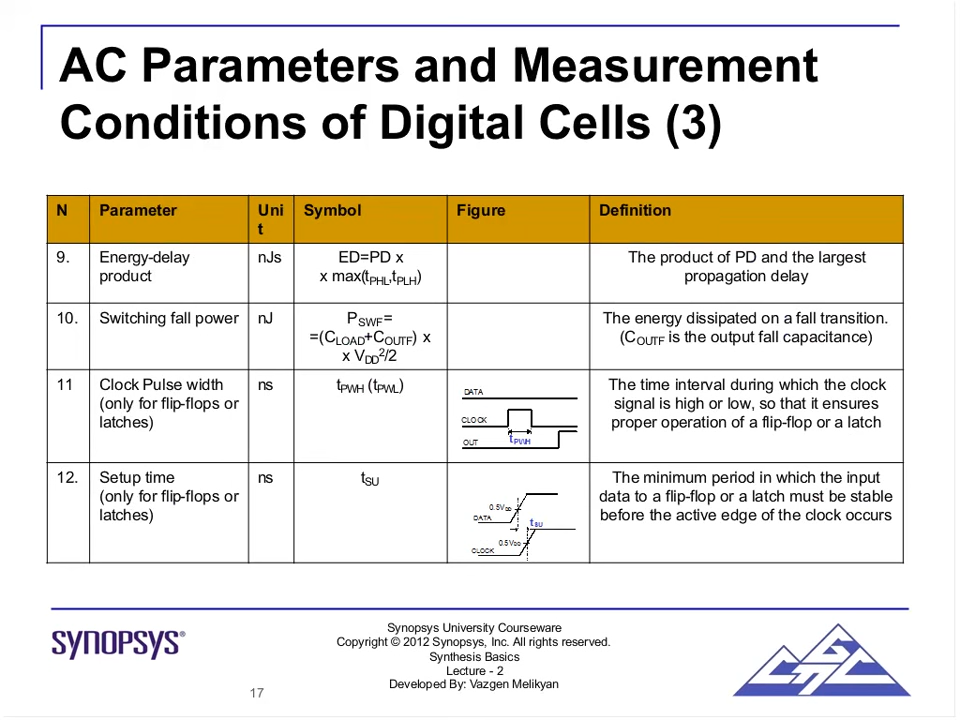 AC Parameters and Measurement
Conditions of Digital Cells (3)
N Parameter Uni Symbol Figure Definition
t
9. Energy-delay nJs ED=PD x The product of PD and the largest
product x max(tPHL,tPLH) propagation delay
10. Switching fall power nJ PSWF= The energy dissipated on a fall transition.
=(CLOAD+COUTF) x (COUTF is the output fall capacitance)
x VDD²/2
11 Clock Pulse width ns tPWH (tPWL) The time interval during which the clock
(only for flip-flops or signal is high or low, so that it ensures
latches) proper operation of a flip-flop or a latch
DATA
CLOCK
OUT tPWH
12. Setup time ns tSU The minimum period in which the input
(only for flip-flops or data to a flip-flop or a latch must be stable
latches) before the active edge of the clock occurs
0.5VDD
DATA
tSU
0.5VDD
CLOCK
SYNOPSYS®
Synopsys University Courseware
Copyright © 2012 Synopsys, Inc. All rights reserved.
Synthesis Basics
Lecture - 2
Developed By: Vazgen Melikyan
17